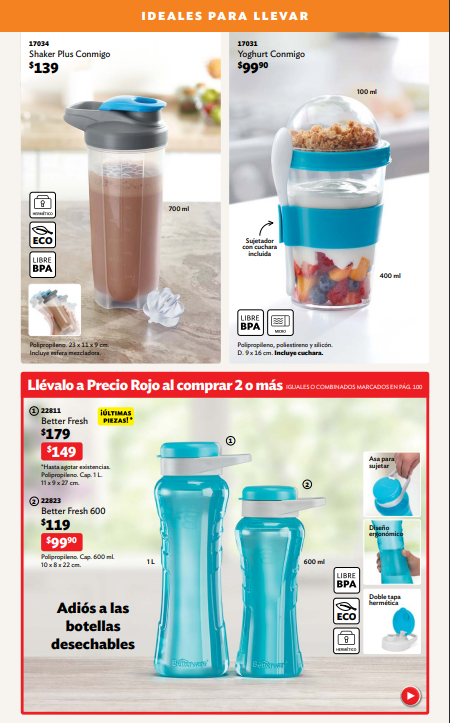 IDEALES PARA LLEVAR
17034
Shaker Plus Conmigo
$139
700 ml
HERMÉTICO
ECO
LIBRE
BPA
Polipropileno. 23 x 11 x 9 cm.
Incluye esfera mezcladora.
17031
Yoghurt Conmigo
$99⁹⁰
100 ml
Sujetador
con cuchara
incluida
400 ml
LIBRE
BPA
MICRO
Polipropileno, poliestireno y silicón.
D. 9 x 16 cm. Incluye cuchara.
Llévalo a Precio Rojo al comprar 2 o más IGUALES O COMBINADOS MARCADOS EN PÁG. 100
1 22811
Better Fresh
$179
¡ÚLTIMAS
PIEZAS!*
$149
*Hasta agotar existencias.
Polipropileno. Cap. 1 L.
11 x 9 x 27 cm.
2 22823
Better Fresh 600
$119
$99⁹⁰
Polipropileno. Cap. 600 ml.
10 x 8 x 22 cm.
Adiós a las
botellas
desechables
1
1 L
2
600 ml
Asa para
sujetar
Diseño
ergonómico
Doble tapa
hermética
LIBRE
BPA
ECO
HERMÉTICO